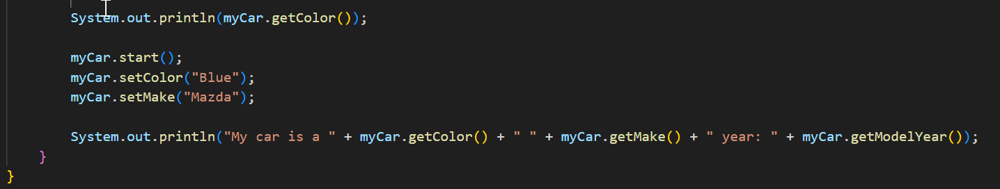 System.out.println(myCar.getColor());
myCar.start();
myCar.setColor("Blue");
myCar.setMake("Mazda");
System.out.println("My car is a " + myCar.getColor() + " " + myCar.getMake() + " year: " + myCar.getModelYear());
}
}